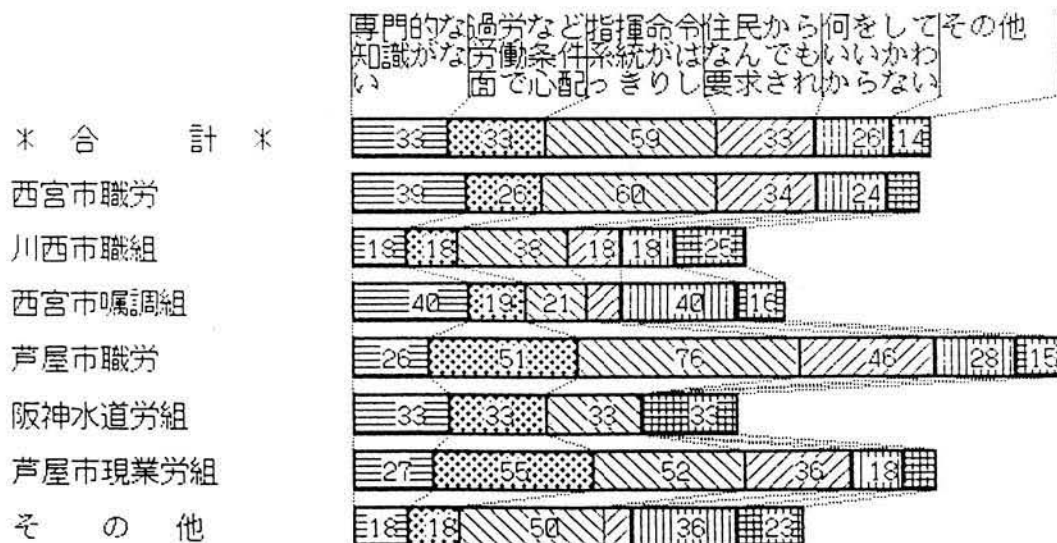 専門的な過労など指揮命令住民から何をしてその他
知識がな労働条件系統がはなんでもいいかわ
い面で心配っきりし要求されからない
＊合計＊ 33 33 59 33 26 14
西宮市職労 39 26 60 34 24
川西市職組 18 18 38 18 18 25
西宮市嘱調組 40 19 21 40 16
芦屋市職労 26 51 76 46 28 15
阪神水道労組 33 33 33 33
芦屋市現業労組 27 55 52 36 18
その他 18 18 50 36 23